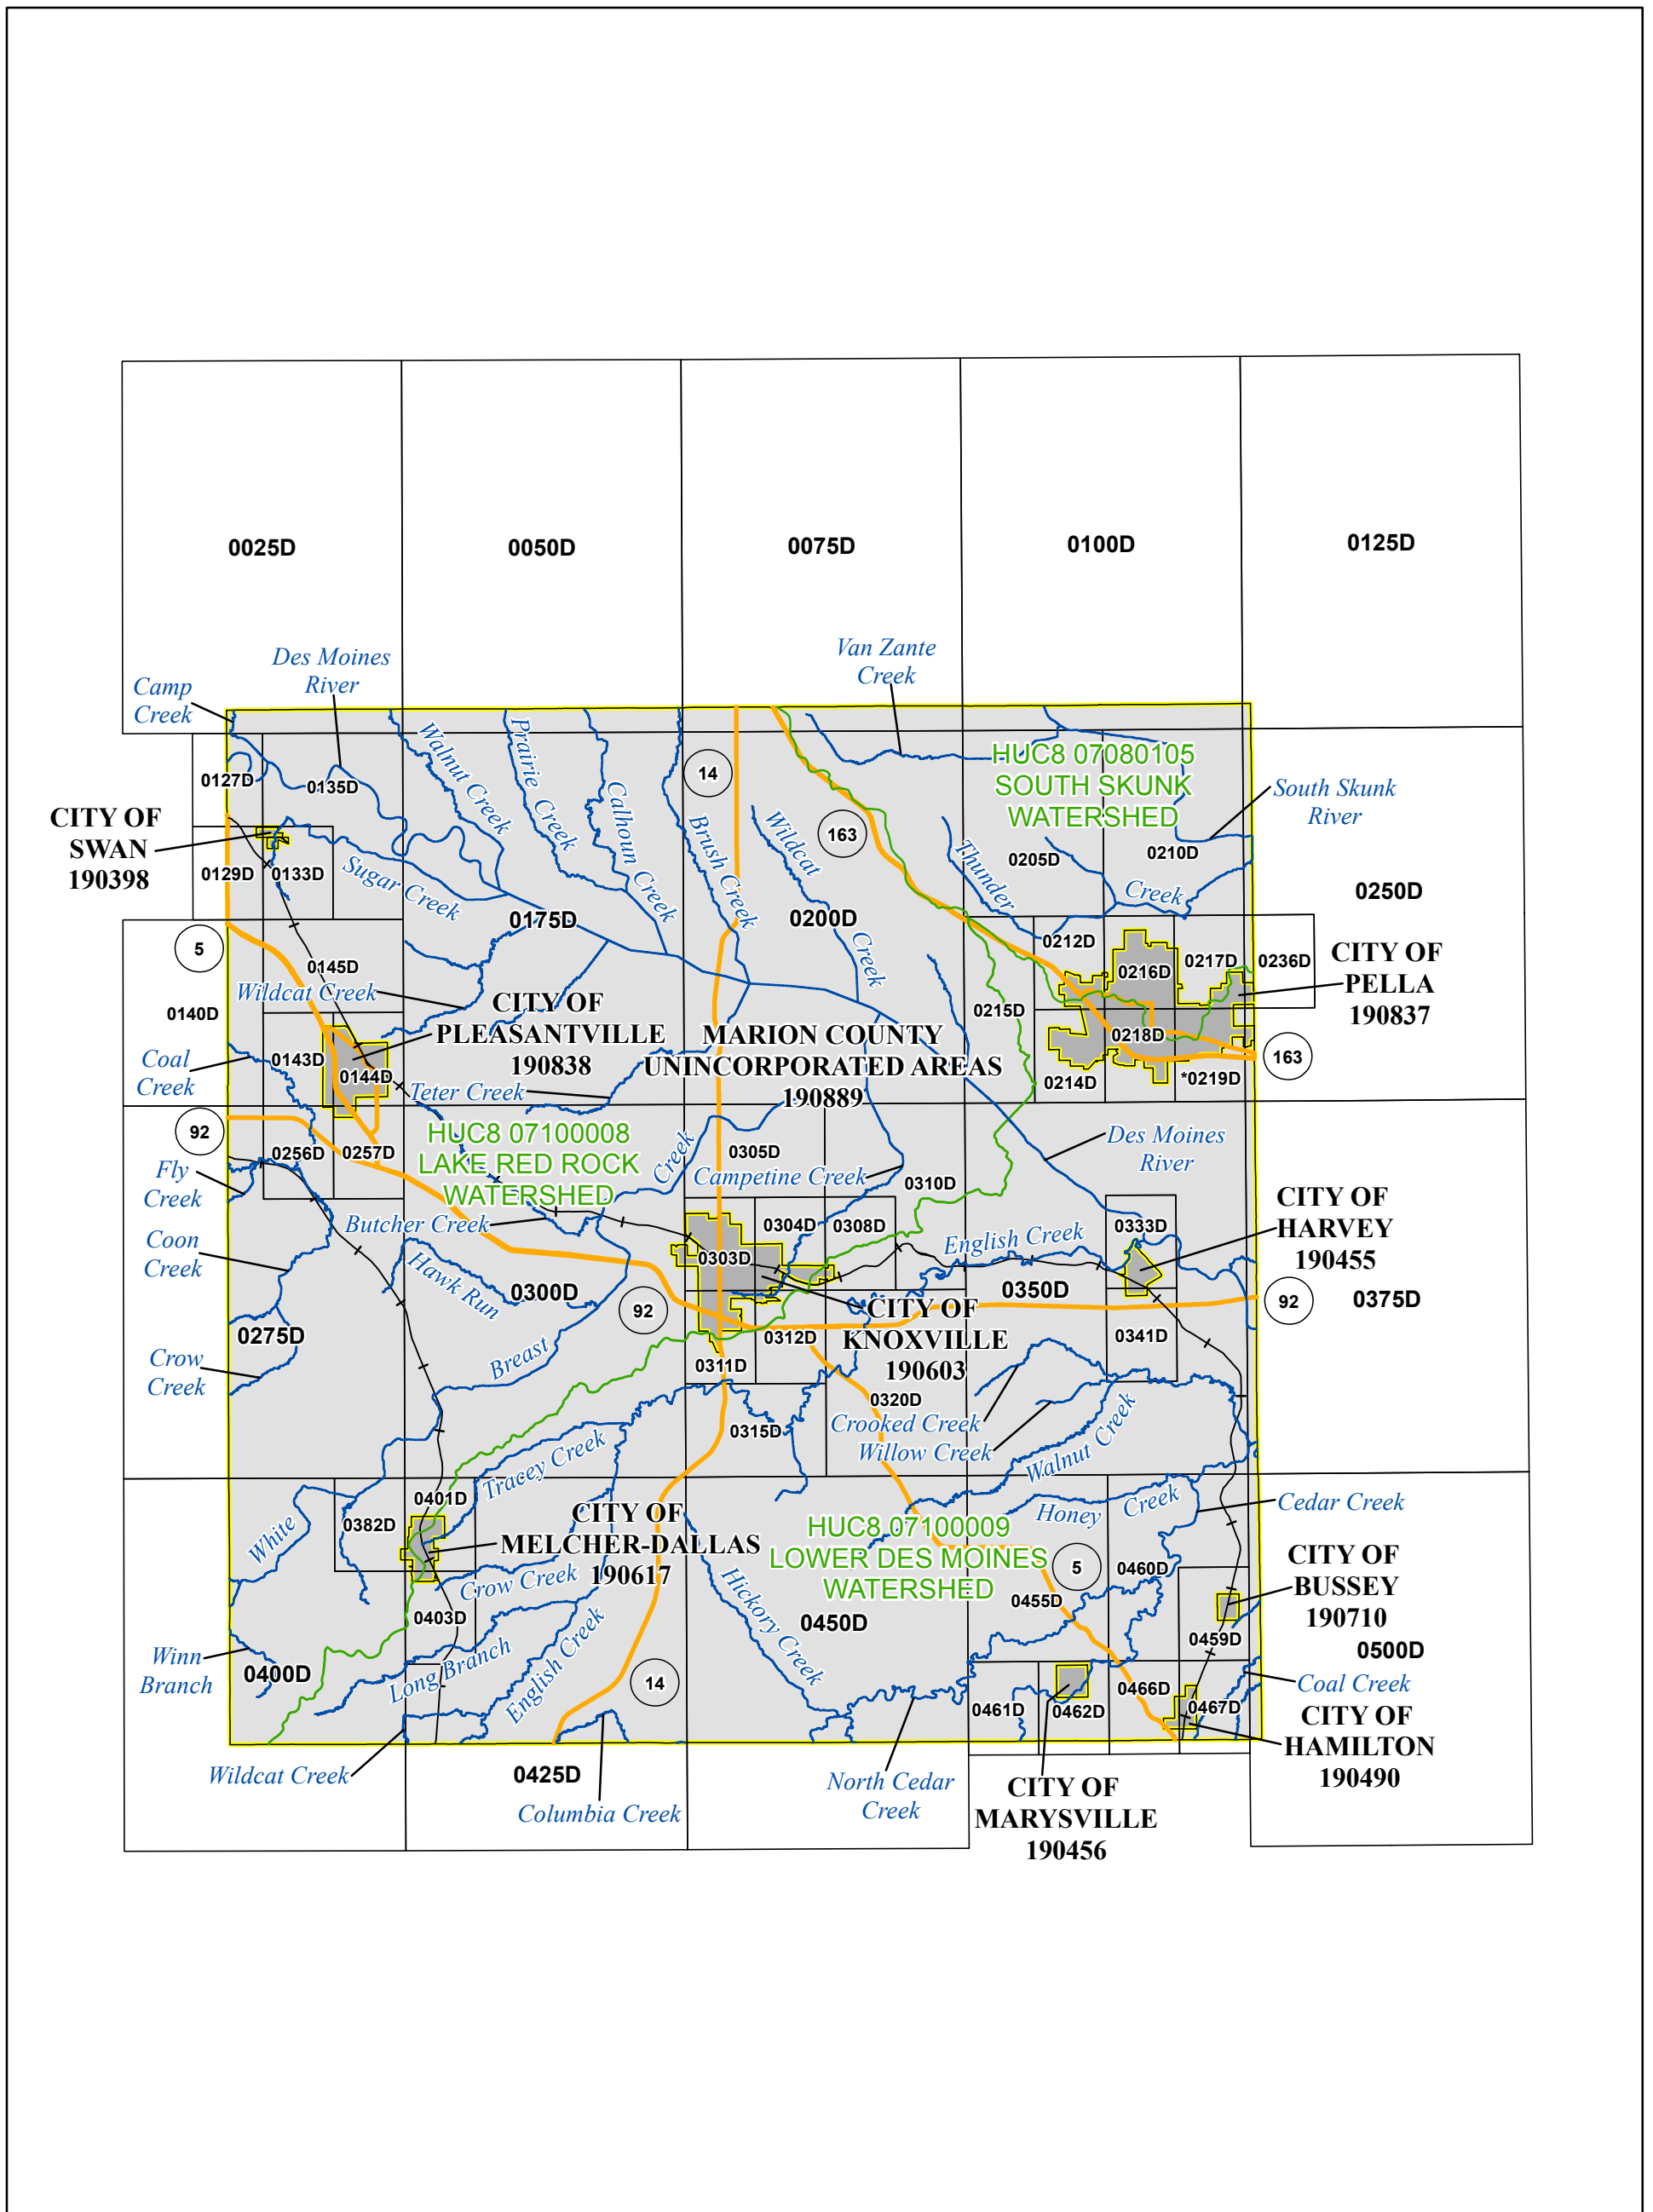 0025D
0050D
0075D
0100D
0125D
Camp
Creek
Des Moines
River
Van Zante
Creek
Walnut Creek
Prairie Creek
Calhoun Creek
Brush Creek
14
Wildcat Creek
163
HUC8 07080105
SOUTH SKUNK
WATERSHED
South Skunk
River
0127D
0135D
CITY OF
SWAN
190398
0129D
0133D
Sugar Creek
0175D
0200D
Thunder Creek
0205D
0210D
0250D
5
0145D
Wildcat Creek
0140D
0212D
0216D
0217D
0236D
CITY OF
PELLA
190837
CITY OF
PLEASANTVILLE
190838
MARION COUNTY
UNINCORPORATED AREAS
190889
0215D
0218D
0214D
*0219D
163
Coal
Creek
0143D
0144D
Teter Creek
92
Fly
Creek
0256D
0257D
HUC8 07100008
LAKE RED ROCK
WATERSHED
Creek
0305D
Campetine Creek
0310D
Des Moines
River
Butcher Creek
0304D
0308D
0303D
English Creek
0333D
CITY OF
HARVEY
190455
Coon
Creek
Hawk Run
0300D
92
0350D
92
0375D
0275D
CITY OF
KNOXVILLE
190603
0312D
0311D
0341D
Crow
Creek
Breast
0320D
Crooked Creek
Willow Creek
Walnut Creek
0315D
Tracey Creek
0401D
0382D
White
CITY OF
MELCHER-DALLAS
190617
Crow Creek
0403D
HUC8 07100009
LOWER DES MOINES
WATERSHED
0450D
Honey Creek
Cedar Creek
5
0460D
0455D
CITY OF
BUSSEY
190710
0459D
0500D
Hickory Creek
Winn
Branch
0400D
Long Branch
English Creek
14
0461D
0462D
0466D
0467D
Coal Creek
CITY OF
HAMILTON
190490
Wildcat Creek
0425D
Columbia Creek
North Cedar
Creek
CITY OF
MARYSVILLE
190456